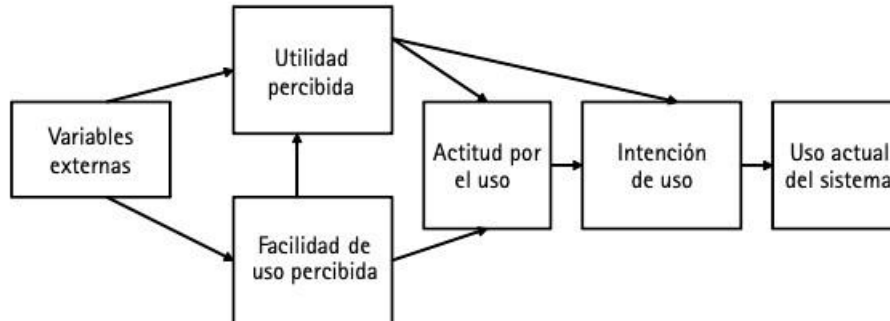 Utilidad
percibida
Variables
externas
Actitud por
el uso
Intención
de uso
Uso actual
del sistema
Facilidad de
uso percibida